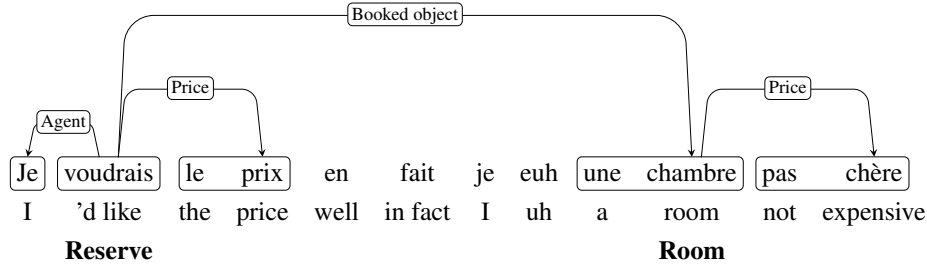 Booked object
Price Price
Agent
Je voudrais le prix en fait je euh une chambre pas chère
I 'd like the price well in fact I uh a room not expensive
Reserve Room